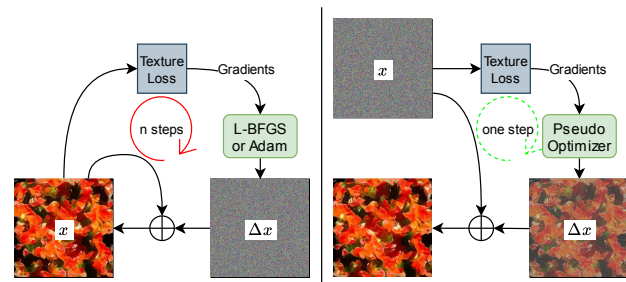 Texture
Loss
Gradients
n steps
L-BFGS
or Adam
x
Δx
x
Texture
Loss
Gradients
one step
Pseudo
Optimizer
Δx